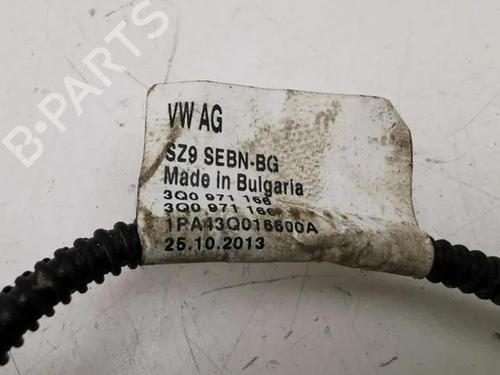 B-PARTS
VW AG
SZ9 SEBN-BG
Made in Bulgaria
3Q0 971 166
3Q0 971 166
1PA43Q016600A
25.10.2013